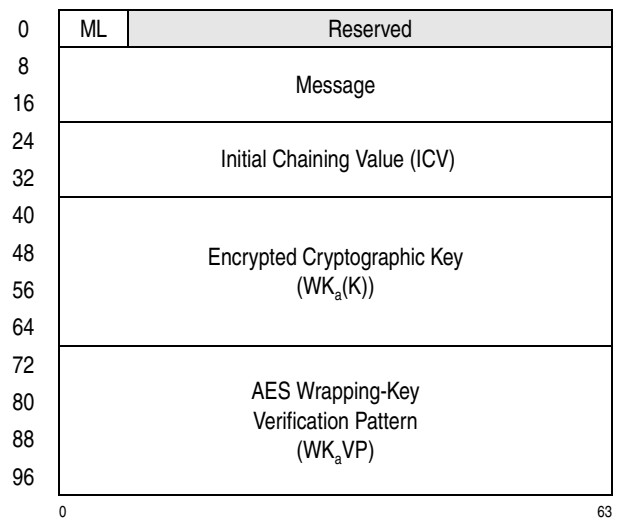 0 ML Reserved
8
Message
16
24
Initial Chaining Value (ICV)
32
40
48 Encrypted Cryptographic Key
56 (WKa(K))
64
72
80 AES Wrapping-Key
Verification Pattern
88
(WKaVP)
96
0 63